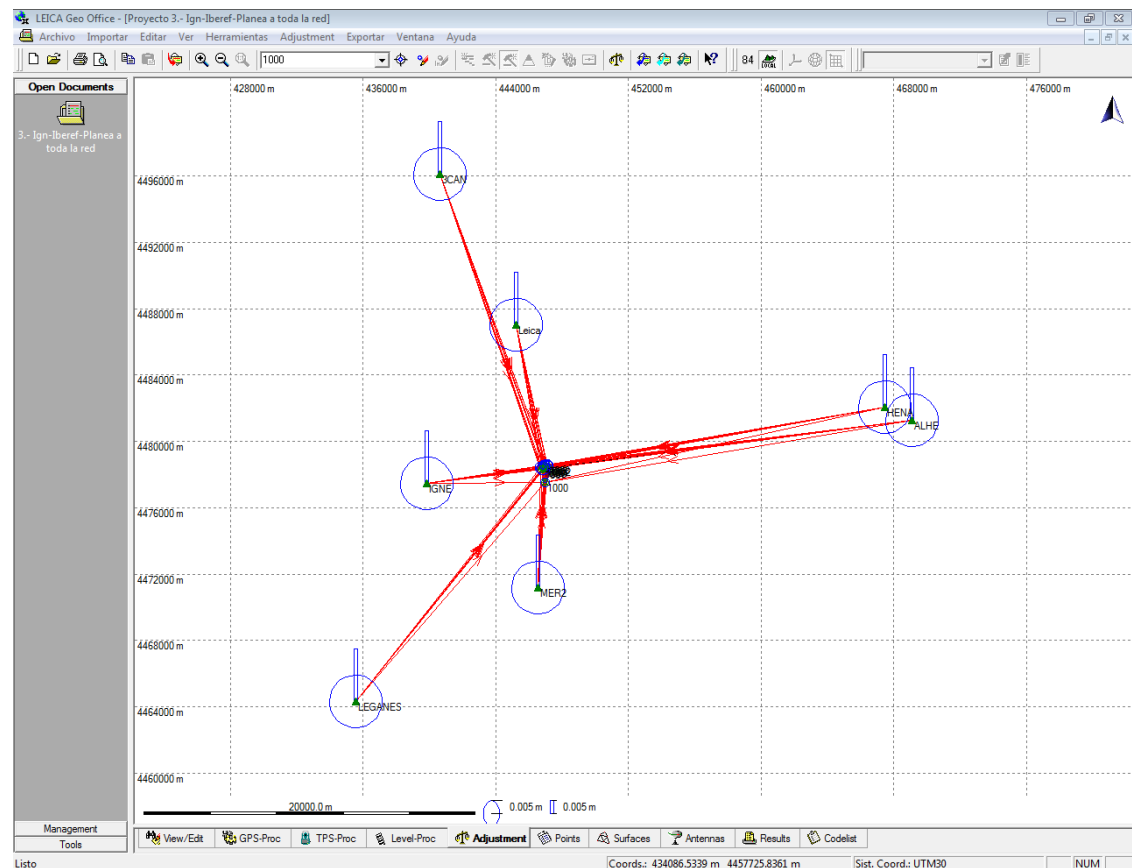 LEICA Geo Office - [Proyecto 3.- Ign-Iberef-Planea a toda la red]
Archivo Importar Editar Ver Herramientas Adjustment Exportar Ventana Ayuda
1000
84
LOCAL
Open Documents
3.- Ign-Iberef-Planea a
toda la red
428000 m 436000 m 444000 m 452000 m 460000 m 468000 m 476000 m
4496000 m
4492000 m
4488000 m
4484000 m
4480000 m
4476000 m
4472000 m
4468000 m
4464000 m
4460000 m
3CAN
Leica
HENA
ALHE
IGNE
1000
MER2
LEGANES
20000.0 m
0.005 m
0.005 m
Management
Tools
View/Edit GPS-Proc TPS-Proc Level-Proc Adjustment Points Surfaces Antennas Results Codelist
Listo
Coords.: 434086.5339 m 4457725.8361 m
Sist. Coord.: UTM30
NUM